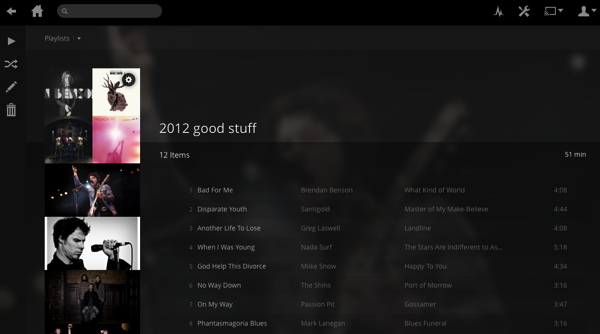 Playlists
2012 good stuff
12 Items 51 min
1 Bad For Me Brendan Benson What Kind of World 4:08
2 Disparate Youth Santigold Master of My Make-Believe 4:44
3 Another Life To Lose Greg Laswell Landline 4:08
4 When I Was Young Nada Surf The Stars Are Indifferent to As... 5:18
5 God Help This Divorce Miike Snow Happy To You 4:34
6 No Way Down The Shins Port of Morrow 3:16
7 On My Way Passion Pit Gossamer 3:47
8 Phantasmagoria Blues Mark Lanegan Blues Funeral 3:16